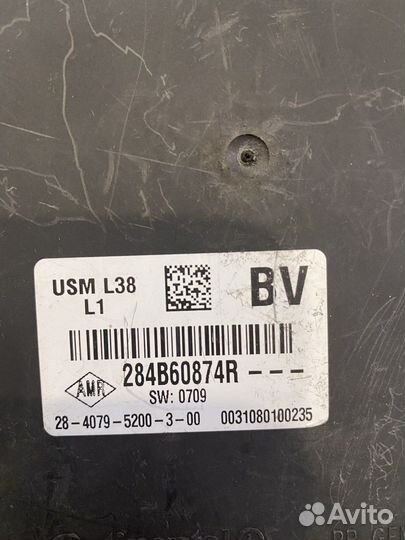 USM L38
L1
BV
284B60874R - - -
AMR
SW: 0709
28-4079-5200-3-00 0031080100235
Avito